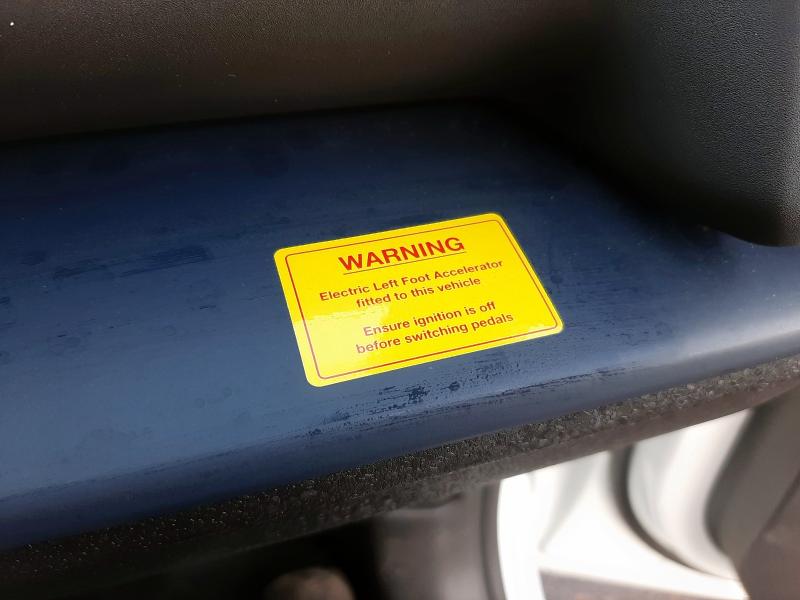 WARNING
Electric Left Foot Accelerator
fitted to this vehicle
Ensure ignition is off
before switching pedals